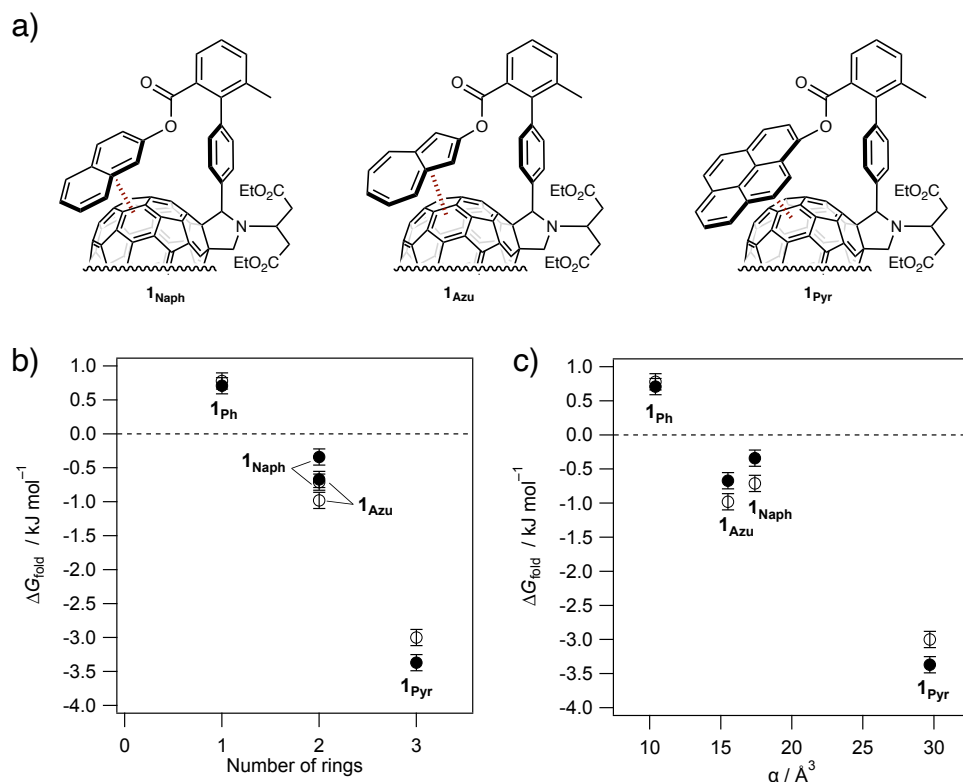 a)
O
O
N
EtO2C
EtO2C
1Naph
O
O
N
EtO2C
EtO2C
1Azu
O
O
N
EtO2C
EtO2C
1Pyr
b)
1.0
0.5
0.0
-0.5
-1.0
-1.5
-2.0
-2.5
-3.0
-3.5
-4.0
ΔGfold / kJ mol−1
1Ph
1Naph
1Azu
1Pyr
0 1 2 3
Number of rings
c)
1.0
0.5
0.0
-0.5
-1.0
-1.5
-2.0
-2.5
-3.0
-3.5
-4.0
ΔGfold / kJ mol−1
1Ph
1Naph
1Azu
1Pyr
10 15 20 25 30
α / Å3